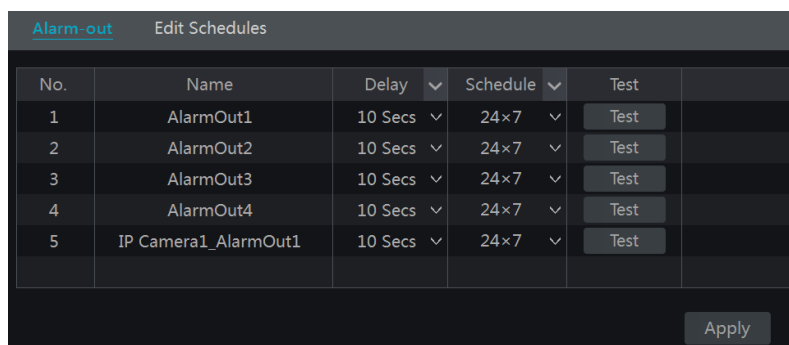 Alarm-out Edit Schedules
No. Name Delay Schedule Test
1 AlarmOut1 10 Secs 24×7 Test
2 AlarmOut2 10 Secs 24×7 Test
3 AlarmOut3 10 Secs 24×7 Test
4 AlarmOut4 10 Secs 24×7 Test
5 IP Camera1_AlarmOut1 10 Secs 24×7 Test
Apply